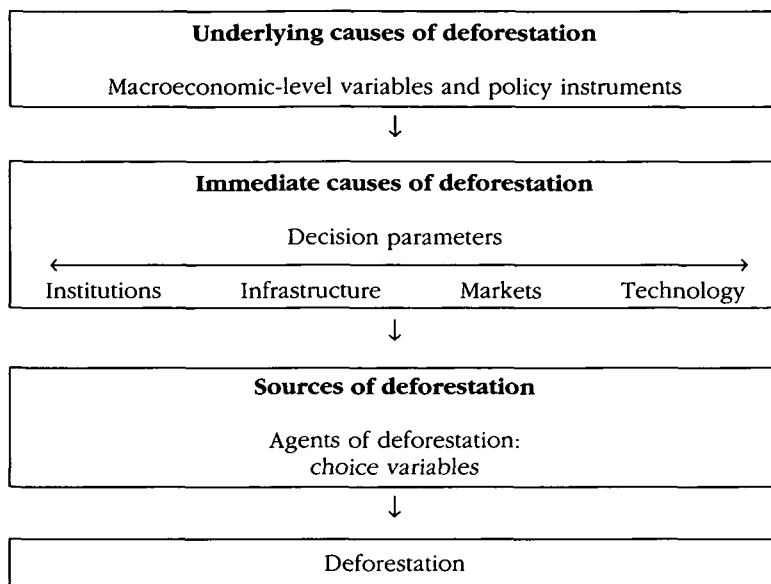 Underlying causes of deforestation
Macroeconomic-level variables and policy instruments
Immediate causes of deforestation
Decision parameters
Institutions Infrastructure Markets Technology
Sources of deforestation
Agents of deforestation:
choice variables
Deforestation